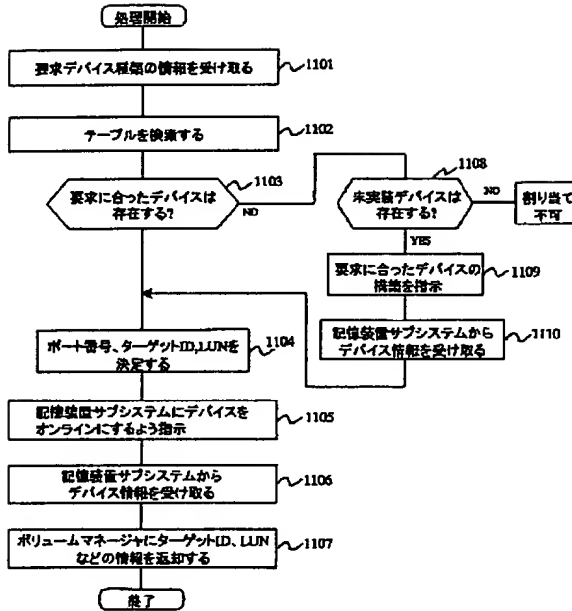 処理開始
要求デバイス種類の情報を受け取る
1101
テーブルを検索する
1102
要求に合ったデバイスは
存在する?
1103
NO
未実装デバイスは
存在する?
1108
NO
割り当て
不可
YES
要求に合ったデバイスの
構築を指示
1109
記憶装置サブシステムから
デバイス情報を受け取る
1110
ポート番号、ターゲットID,LUNを
決定する
1104
記憶装置サブシステムにデバイスを
オンラインにするよう指示
1105
記憶装置サブシステムから
デバイス情報を受け取る
1106
ボリュームマネージャにターゲットID、LUN
などの情報を返却する
1107
終了